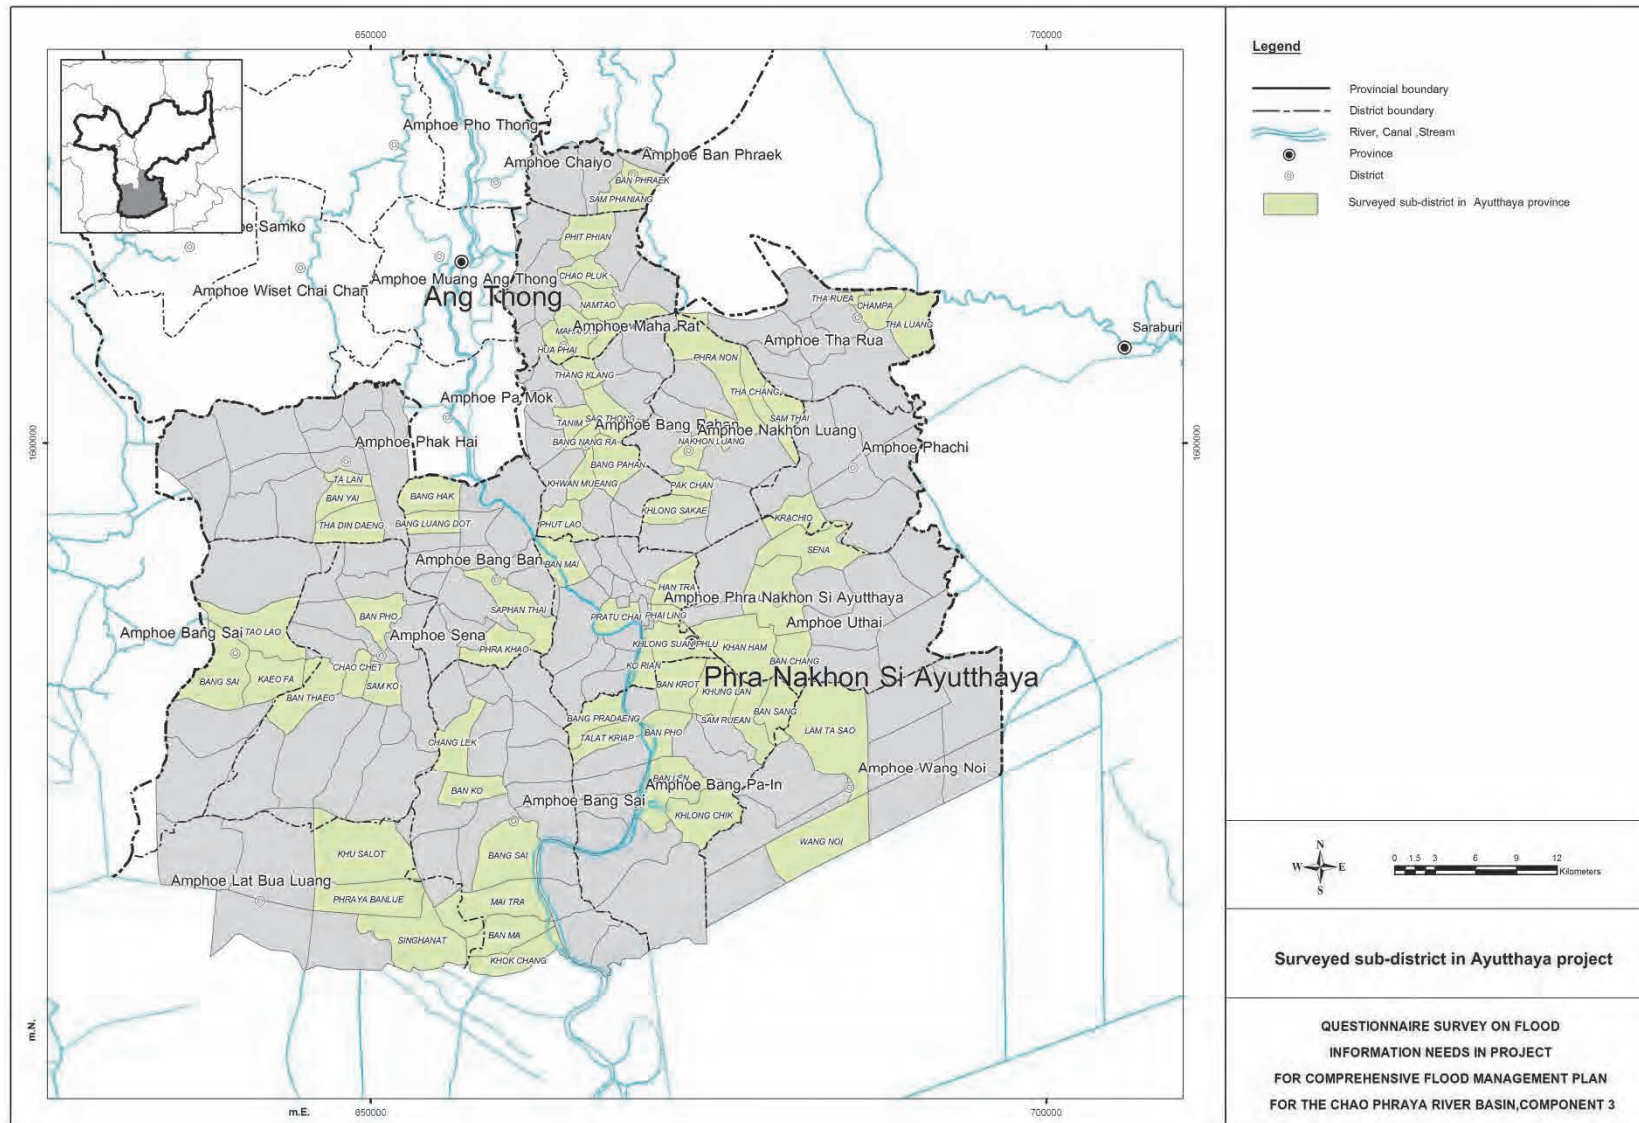 650000
700000
Amphoe Pho Thong
Amphoe Chaiyo
Amphoe Ban Phraek
BAN PHRAEK
SAM PHANIANG
Samko
PHIT PHIAN
Amphoe Wiset Chai Chan
Amphoe Muang Ang Thong
Ang Thong
CHAO PLUK
NAMTAO
Amphoe Maha Rat
HUA PHAI
THA RUEA
CHAMPA
THA LUANG
Saraburi
Amphoe Tha Rua
PHRA NON
THANG KLANG
THA CHANG
Amphoe Pa Mok
SAM THAI
TANIM
Amphoe Nakhon Luang
Amphoe Phak Hai
BANG NANG RA
NAKHON LUANG
Amphoe Phachi
1600000
1600000
BANG PAHAN
TA LAN
BAN YAI
BANG HAK
KHWAN MUEANG
PAK CHAN
KHLONG SAKAE
THA DIN DAENG
BANG LUANG DOT
PHUT LAO
KRACHIO
SENA
Amphoe Bang Ban
BAN MAI
HAN TRA
Amphoe Phra Nakhon Si Ayutthaya
SAPHAN THAI
BAN PHO
PRATU CHAI
PHAI LING
Amphoe Uthai
Amphoe Bang Sai
TAO LAO
Amphoe Sena
PHRA KHAO
KHLONG SUAN PHLU
KHAN HAM
CHAO CHET
KO RIAN
BAN CHANG
BANG SAI
KAEO FA
SAM KO
BAN KROT
KHUNG LAN
Phra Nakhon Si Ayutthaya
BAN THAEO
BANG PRADAENG
SAM RUEAN
BAN SANG
TALAT KRIAP
BAN PHO
LAM TA SAO
CHANG LEK
Amphoe Wang Noi
BAN KO
BAN LEN
Amphoe Bang Pa-In
Amphoe Bang Sai
KHLONG CHIK
WANG NOI
KHU SALOT
BANG SAI
Amphoe Lat Bua Luang
PHRAYA BANLUE
MAI TRA
SINGHANAT
BAN MA
KHOK CHANG
m.N.
m.E.
650000
700000
Legend
Provincial boundary
District boundary
River, Canal ,Stream
Province
District
Surveyed sub-district in Ayutthaya province
N
W E
S
0 1.5 3 6 9 12
Kilometers
Surveyed sub-district in Ayutthaya project
QUESTIONNAIRE SURVEY ON FLOOD
INFORMATION NEEDS IN PROJECT
FOR COMPREHENSIVE FLOOD MANAGEMENT PLAN
FOR THE CHAO PHRAYA RIVER BASIN,COMPONENT 3